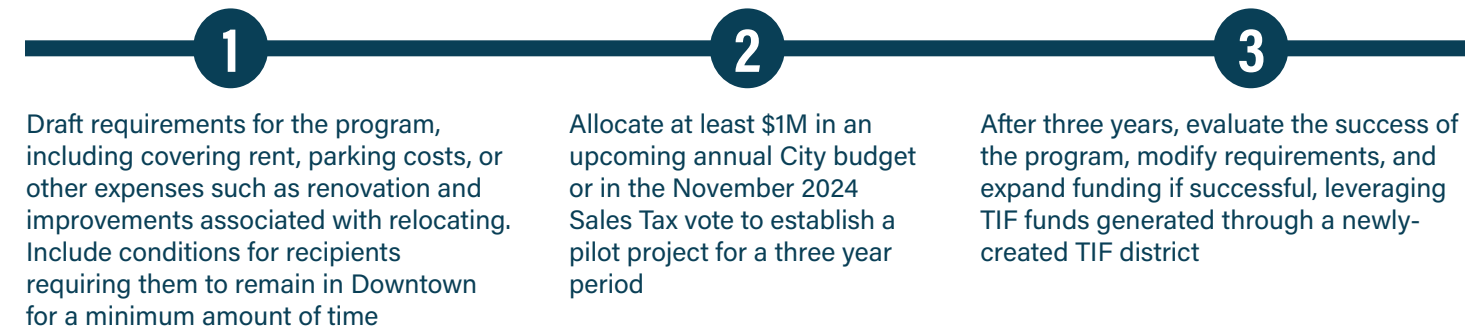 1
Draft requirements for the program,
including covering rent, parking costs, or
other expenses such as renovation and
improvements associated with relocating.
Include conditions for recipients
requiring them to remain in Downtown
for a minimum amount of time
2
Allocate at least $1M in an
upcoming annual City budget
or in the November 2024
Sales Tax vote to establish a
pilot project for a three year
period
3
After three years, evaluate the success of
the program, modify requirements, and
expand funding if successful, leveraging
TIF funds generated through a newly-
created TIF district